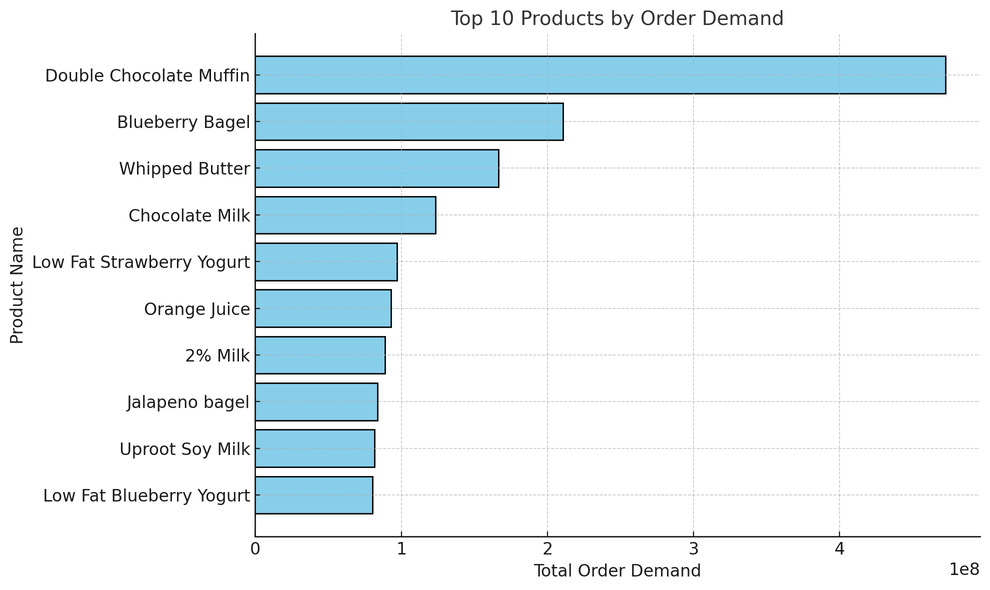 Top 10 Products by Order Demand
Product Name
Double Chocolate Muffin
Blueberry Bagel
Whipped Butter
Chocolate Milk
Low Fat Strawberry Yogurt
Orange Juice
2% Milk
Jalapeno bagel
Uproot Soy Milk
Low Fat Blueberry Yogurt
0 1 2 3 4
1e8
Total Order Demand